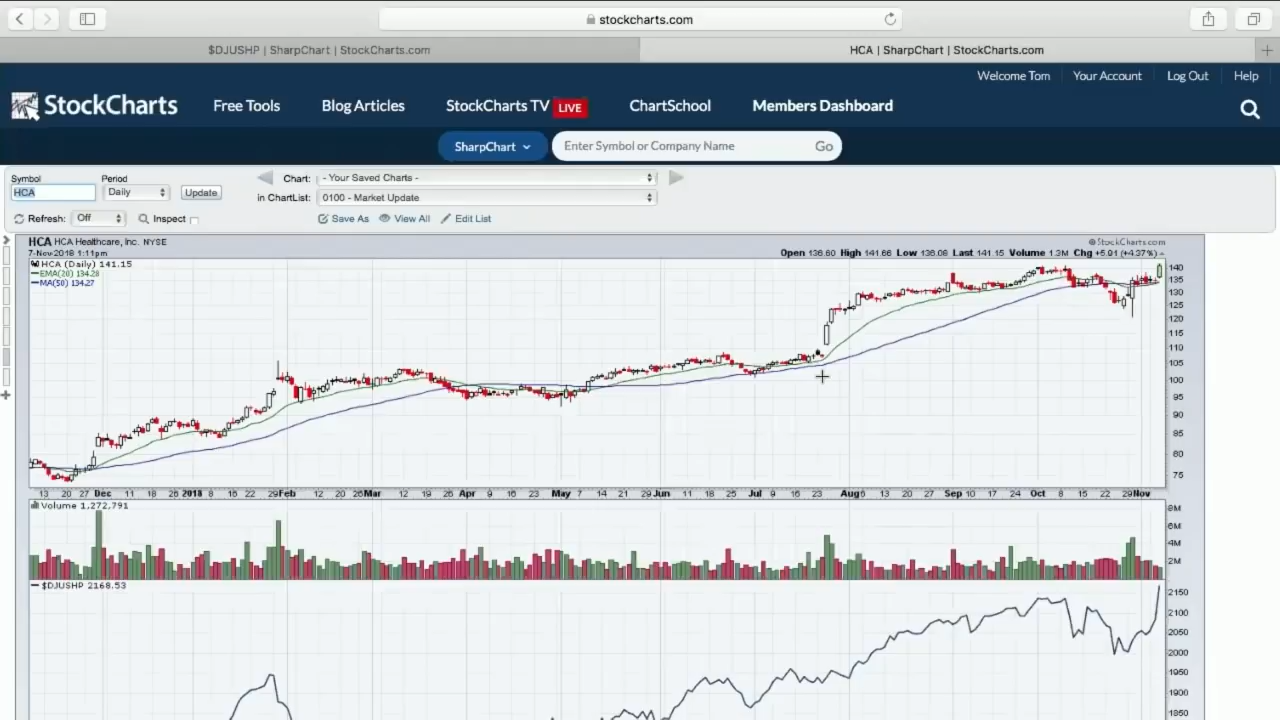 stockcharts.com
$DJUSHP | SharpChart | StockCharts.com
HCA | SharpChart | StockCharts.com
Welcome Tom Your Account Log Out Help
StockCharts Free Tools Blog Articles StockCharts TV LIVE ChartSchool Members Dashboard
SharpChart Enter Symbol or Company Name Go
Symbol Period
HCA Daily Update
Chart: - Your Saved Charts -
in ChartList: 0100 - Market Update
Refresh: Off Inspect Save As View All Edit List
HCA HCA Healthcare, Inc. NYSE © StockCharts.com
7-Nov-2018 1:11pm Open 136.60 High 141.66 Low 136.08 Last 141.15 Volume 1.3M Chg +5.91 (+4.37%)
HCA (Daily) 141.15
EMA(20) 134.28
MA(50) 134.27
140
135
130
125
120
115
110
105
100
95
90
85
80
75
13 20 27 Dec 11 18 26 2018 8 16 22 29 Feb 12 20 26 Mar 12 19 26 Apr 9 16 23 May 7 14 21 29 Jun 11 18 25 Jul 9 16 23 Aug 6 13 20 27 Sep 10 17 24 Oct 8 15 22 29 Nov
Volume 1,272,791
8M
6M
4M
2M
$DJUSHP 2168.53
2150
2100
2050
2000
1950
1900
1850